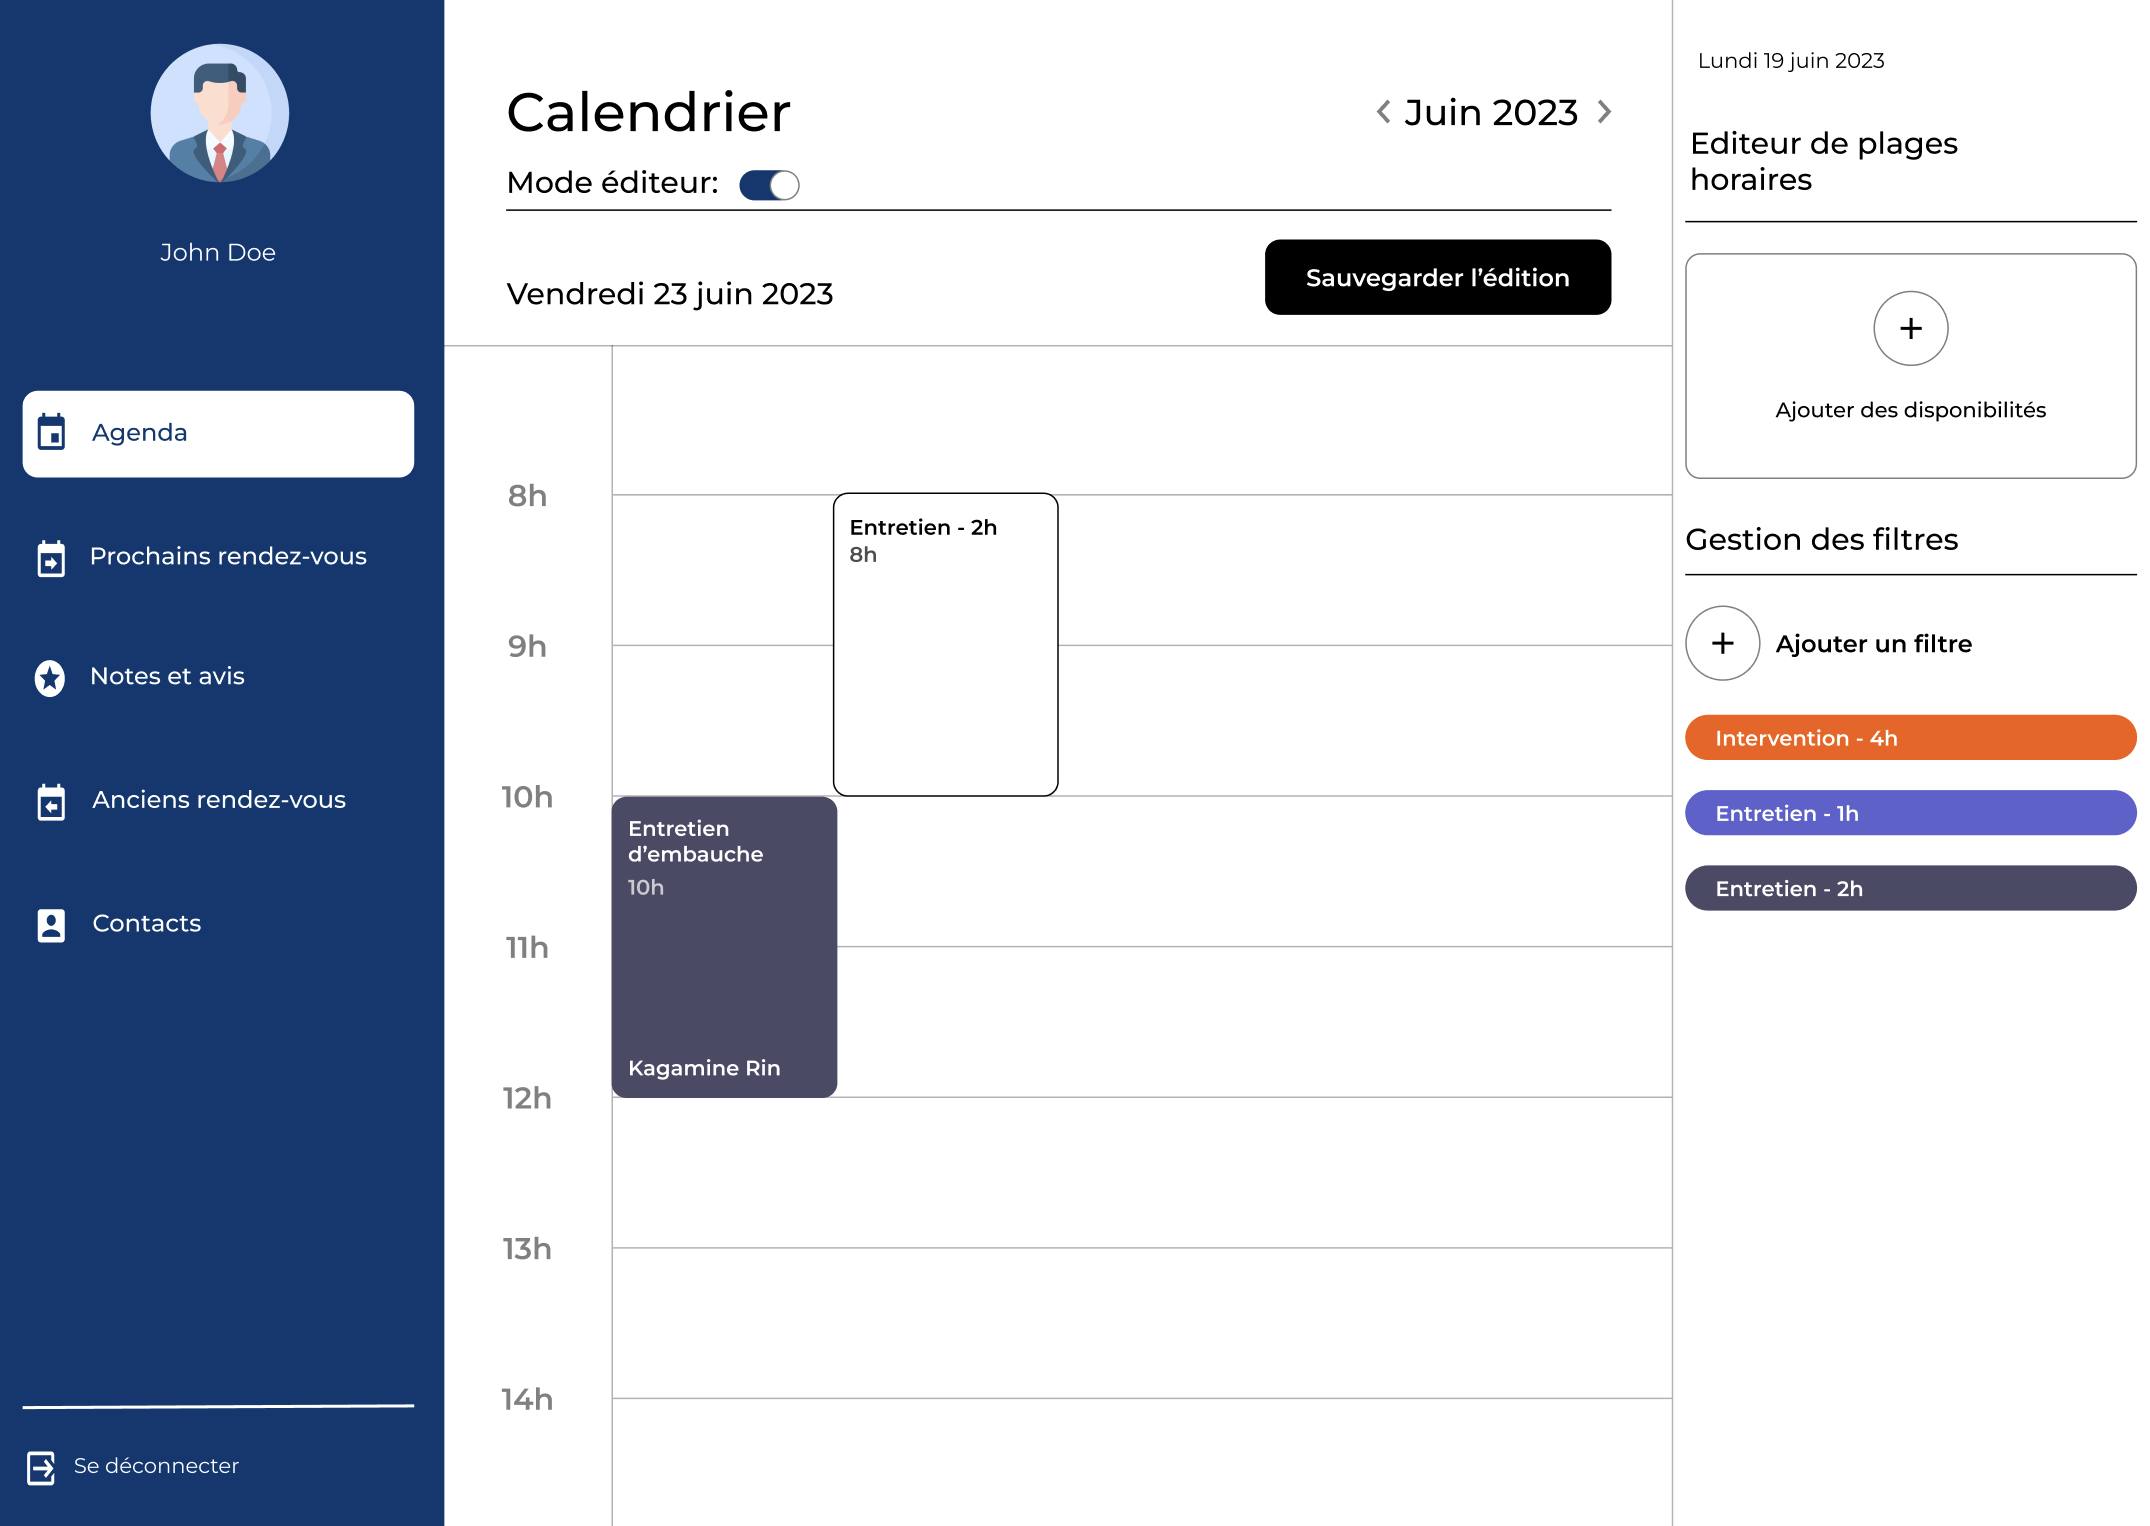 John Doe
Agenda
Prochains rendez-vous
Notes et avis
Anciens rendez-vous
Contacts
Se déconnecter
Calendrier
Juin 2023
Mode éditeur:
Vendredi 23 juin 2023
Sauvegarder l’édition
8h
9h
10h
11h
12h
13h
14h
Entretien - 2h
8h
Entretien
d’embauche
10h
Kagamine Rin
Lundi 19 juin 2023
Editeur de plages
horaires
Ajouter des disponibilités
Gestion des filtres
Ajouter un filtre
Intervention - 4h
Entretien - 1h
Entretien - 2h